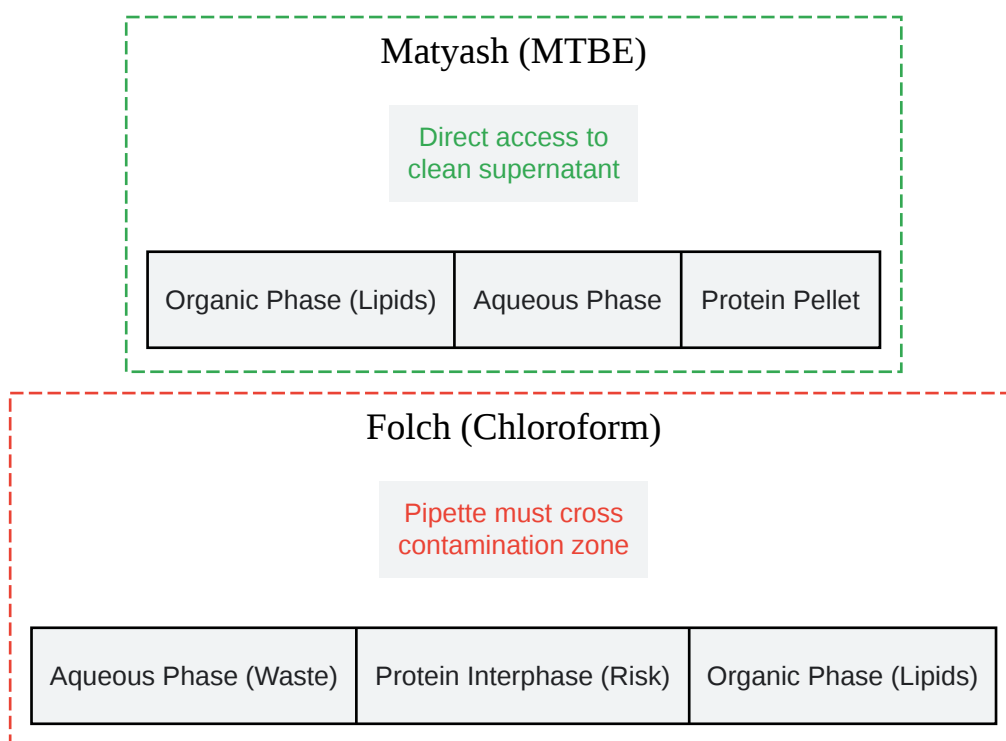 Matyash (MTBE)
Direct access to
clean supernatant
Organic Phase (Lipids) Aqueous Phase Protein Pellet
Folch (Chloroform)
Pipette must cross
contamination zone
Aqueous Phase (Waste) Protein Interphase (Risk) Organic Phase (Lipids)